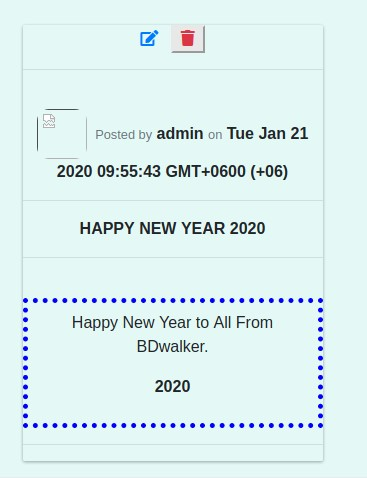 Posted by admin on Tue Jan 21
2020 09:55:43 GMT+0600 (+06)
HAPPY NEW YEAR 2020
Happy New Year to All From
BDwalker.
2020